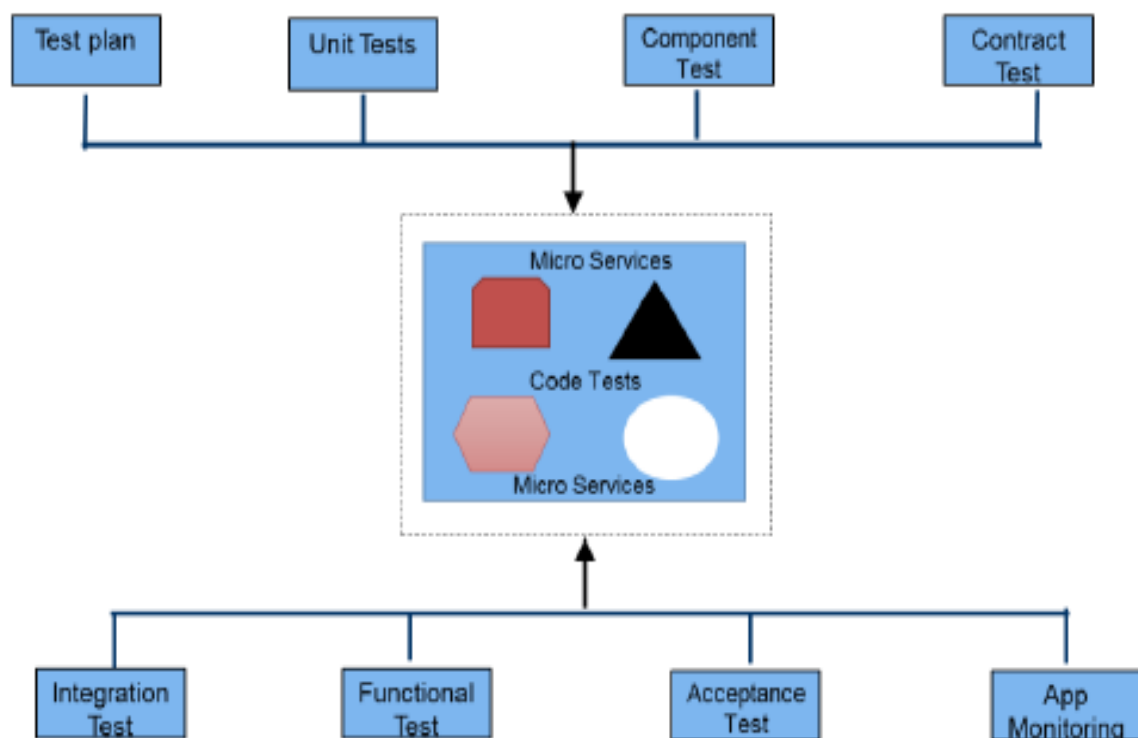 Test plan
Unit Tests
Component
Test
Contract
Test
Micro Services
Code Tests
Micro Services
Integration
Test
Functional
Test
Acceptance
Test
App
Monitoring